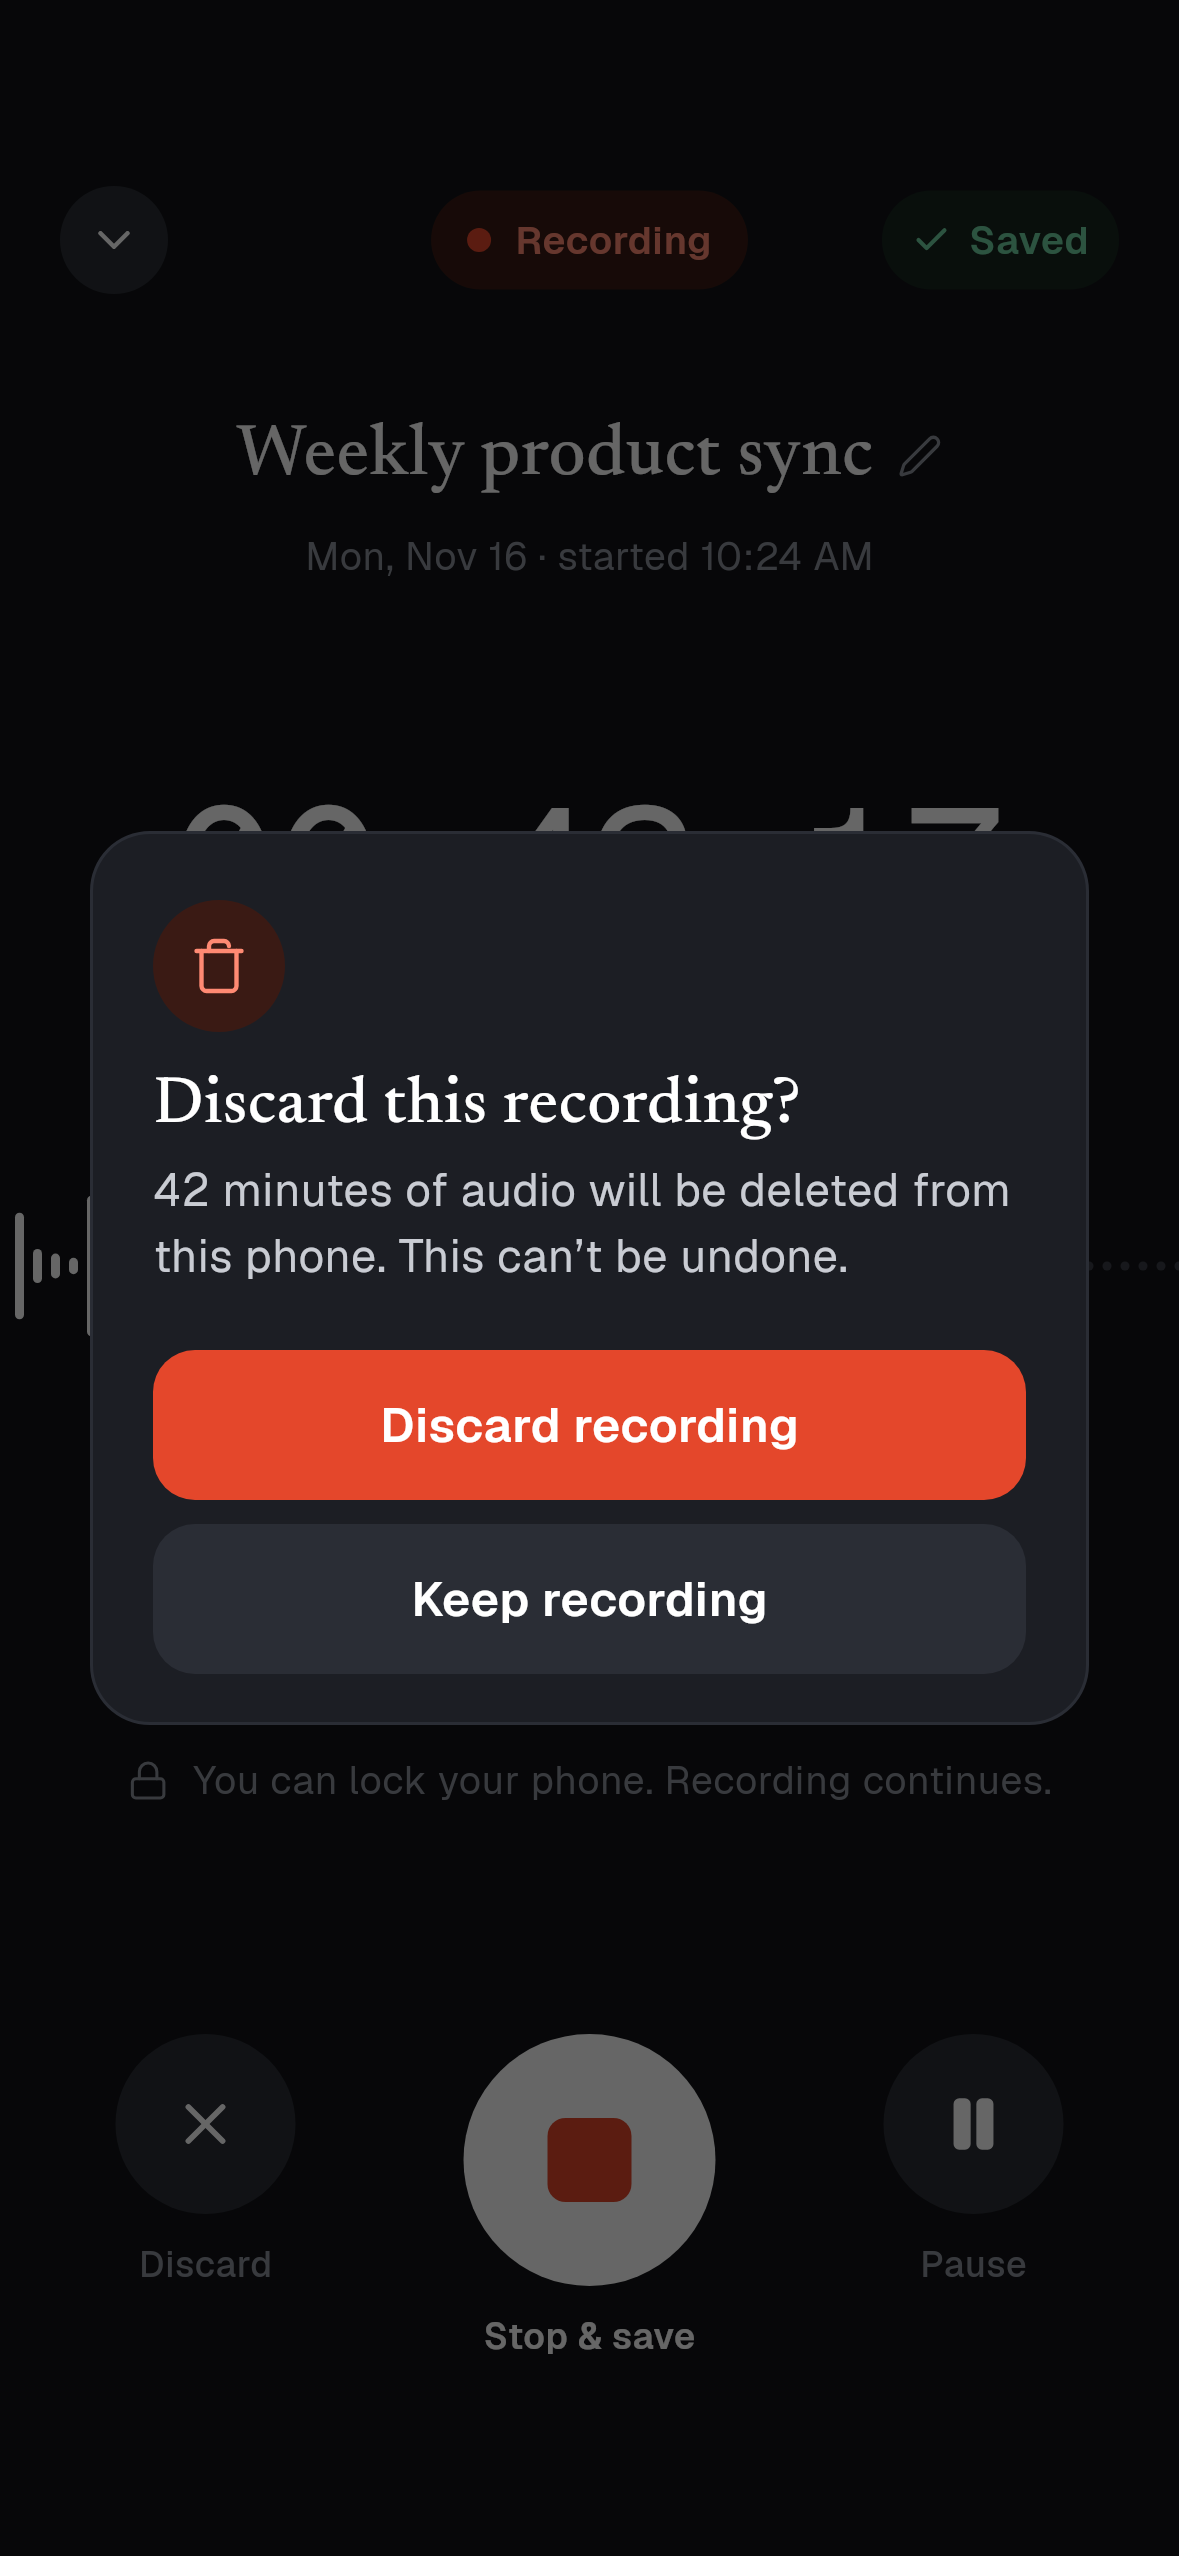 Recording
Saved
Weekly product sync
Mon, Nov 16 · started 10:24 AM
Discard this recording?
42 minutes of audio will be deleted from
this phone. This can’t be undone.
Discard recording
Keep recording
You can lock your phone. Recording continues.
Discard
Pause
Stop & save